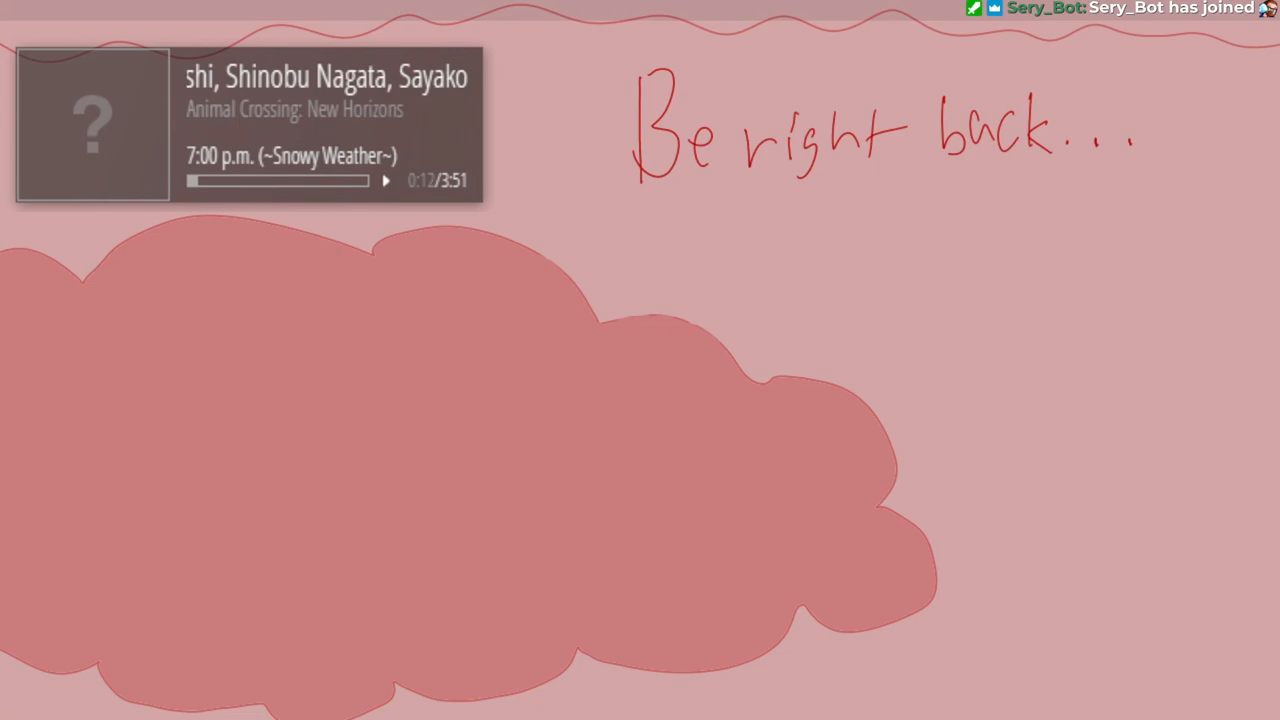 Sery_Bot: Sery_Bot has joined
shi, Shinobu Nagata, Sayako
Animal Crossing: New Horizons
7:00 p.m. (~Snowy Weather~)
0:12/3:51
?
Be right back...